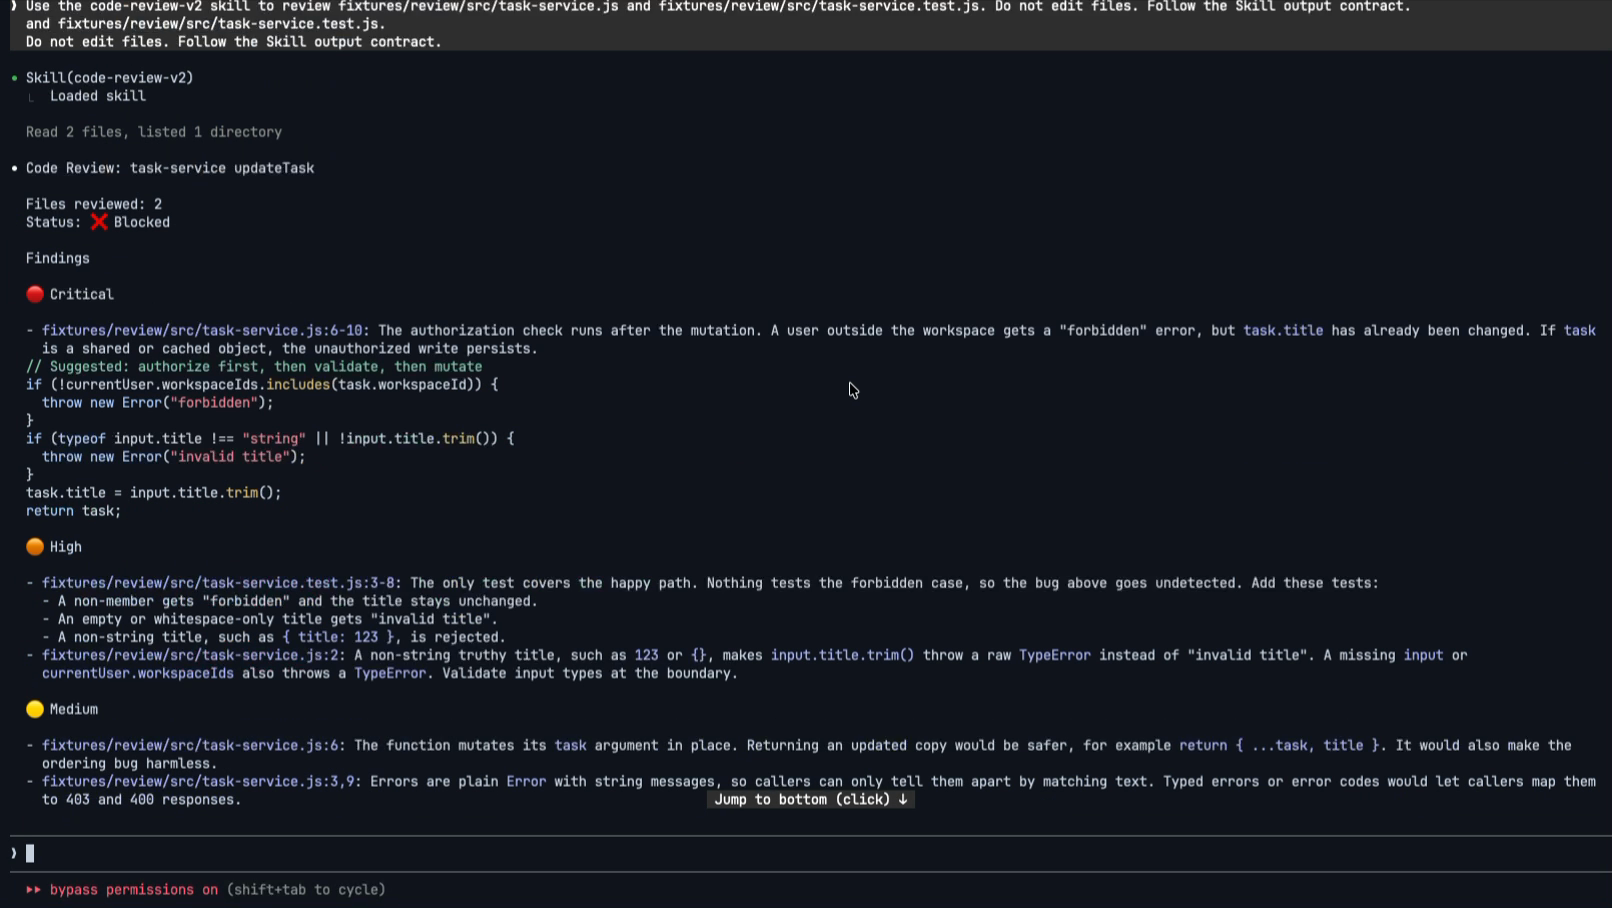 ❯ Use the code-review-v2 skill to review fixtures/review/src/task-service.js and fixtures/review/src/task-service.test.js. Do not edit files. Follow the Skill output contract.
and fixtures/review/src/task-service.test.js.
Do not edit files. Follow the Skill output contract.
• Skill(code-review-v2)
└ Loaded skill
Read 2 files, listed 1 directory
• Code Review: task-service updateTask
Files reviewed: 2
Status: ❌ Blocked
Findings
🔴 Critical
- fixtures/review/src/task-service.js:6-10: The authorization check runs after the mutation. A user outside the workspace gets a "forbidden" error, but task.title has already been changed. If task
is a shared or cached object, the unauthorized write persists.
// Suggested: authorize first, then validate, then mutate
if (!currentUser.workspaceIds.includes(task.workspaceId)) {
throw new Error("forbidden");
}
if (typeof input.title !== "string" || !input.title.trim()) {
throw new Error("invalid title");
}
task.title = input.title.trim();
return task;
🟠 High
- fixtures/review/src/task-service.test.js:3-8: The only test covers the happy path. Nothing tests the forbidden case, so the bug above goes undetected. Add these tests:
- A non-member gets "forbidden" and the title stays unchanged.
- An empty or whitespace-only title gets "invalid title".
- A non-string title, such as { title: 123 }, is rejected.
- fixtures/review/src/task-service.js:2: A non-string truthy title, such as 123 or {}, makes input.title.trim() throw a raw TypeError instead of "invalid title". A missing input or
currentUser.workspaceIds also throws a TypeError. Validate input types at the boundary.
🟡 Medium
- fixtures/review/src/task-service.js:6: The function mutates its task argument in place. Returning an updated copy would be safer, for example return { ...task, title }. It would also make the
ordering bug harmless.
- fixtures/review/src/task-service.js:3,9: Errors are plain Error with string messages, so callers can only tell them apart by matching text. Typed errors or error codes would let callers map them
to 403 and 400 responses.
Jump to bottom (click) ↓
❯
▸▸ bypass permissions on (shift+tab to cycle)